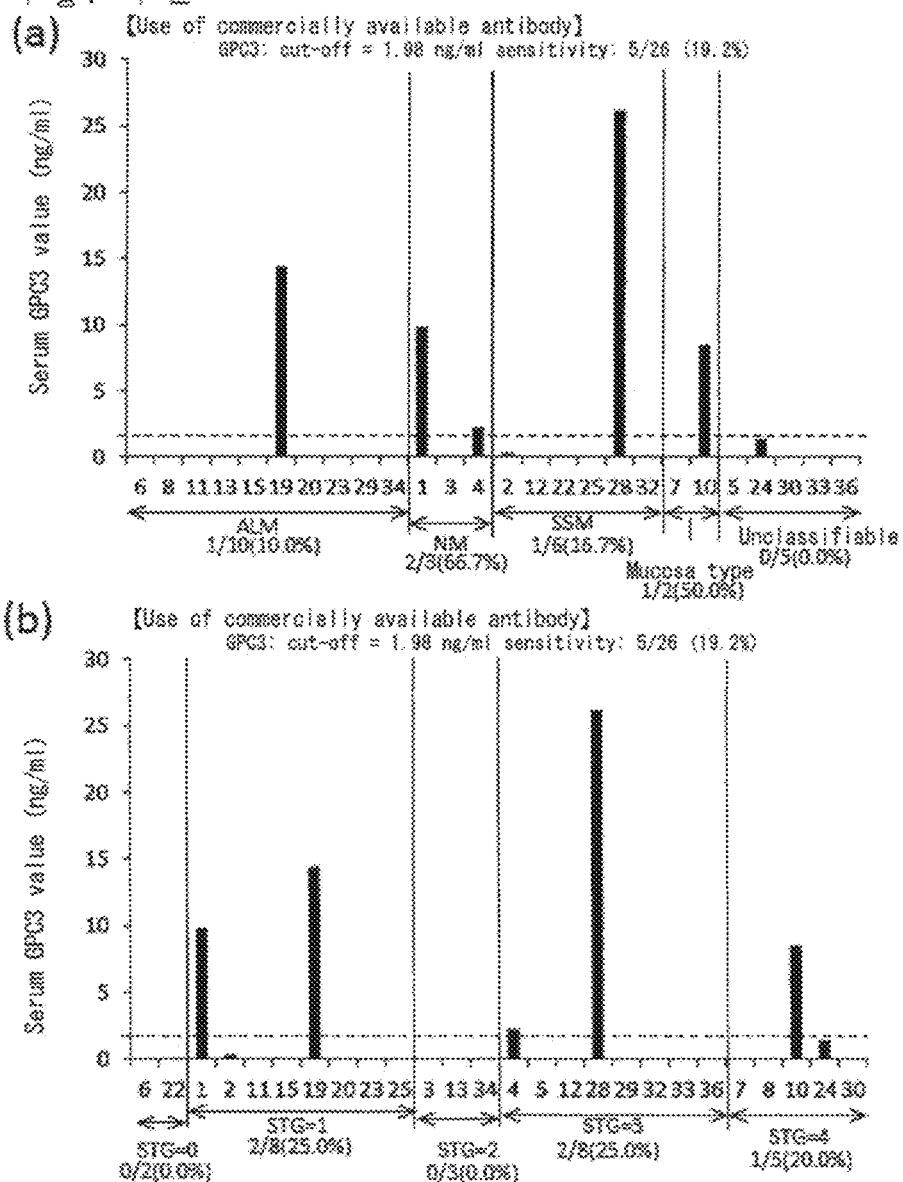 (a)
【Use of commercially available antibody】
GPC3: cut-off = 1.98 ng/ml sensitivity: 5/26 (19.2%)
Serum GPC3 value (ng/ml)
30
25
20
15
10
5
0
6 8 11 13 15 19 20 23 29 34 1 3 4 2 12 22 25 28 32 7 10 5 24 30 33 36
ALM
1/10(10.0%)
NM
2/3(66.7%)
SSM
1/6(16.7%)
Mucosa type
1/2(50.0%)
Unclassifiable
0/5(0.0%)
(b)
【Use of commercially available antibody】
GPC3: cut-off = 1.98 ng/ml sensitivity: 5/26 (19.2%)
Serum GPC3 value (ng/ml)
30
25
20
15
10
5
0
6 22 1 2 11 15 19 20 23 25 3 13 34 4 5 12 28 29 32 33 36 7 8 10 24 30
STG=0
0/2(0.0%)
STG=1
2/8(25.0%)
STG=2
0/3(0.0%)
STG=3
2/8(25.0%)
STG=4
1/5(20.0%)